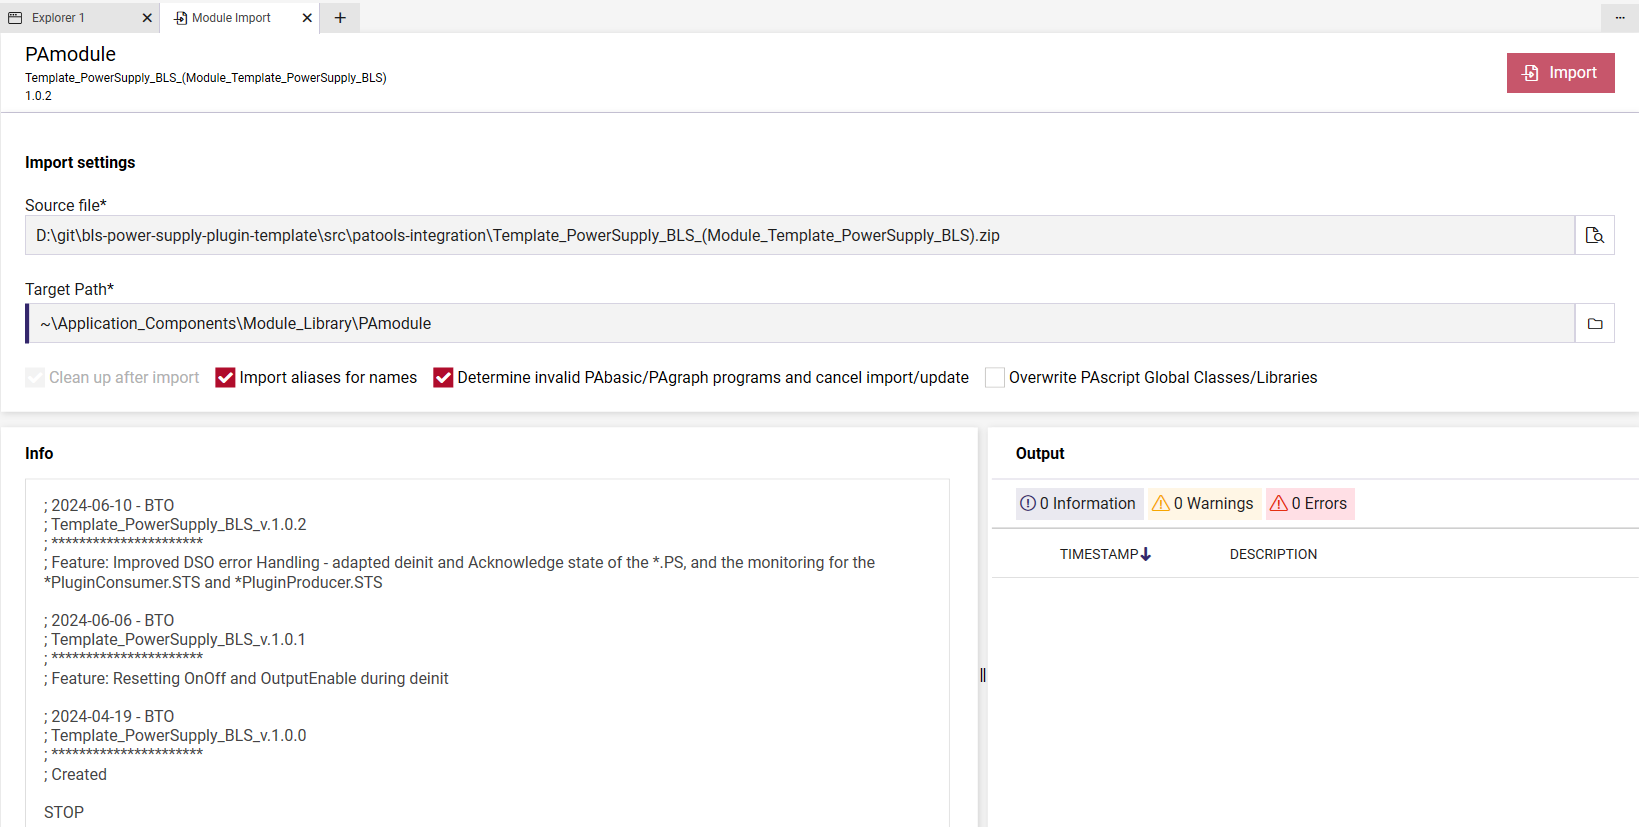 Explorer 1
Module Import
PAmodule
Template_PowerSupply_BLS_(Module_Template_PowerSupply_BLS)
1.0.2
Import
Import settings
Source file*
D:\git\bls-power-supply-plugin-template\src\patools-integration\Template_PowerSupply_BLS_(Module_Template_PowerSupply_BLS).zip
Target Path*
~\Application_Components\Module_Library\PAmodule
Clean up after import Import aliases for names Determine invalid PAbasic/PAgraph programs and cancel import/update Overwrite PAscript Global Classes/Libraries
Info
; 2024-06-10 - BTO
; Template_PowerSupply_BLS_v.1.0.2
; **********************
; Feature: Improved DSO error Handling - adapted deinit and Acknowledge state of the *.PS, and the monitoring for the
*PluginConsumer.STS and *PluginProducer.STS
; 2024-06-06 - BTO
; Template_PowerSupply_BLS_v.1.0.1
; **********************
; Feature: Resetting OnOff and OutputEnable during deinit
; 2024-04-19 - BTO
; Template_PowerSupply_BLS_v.1.0.0
; **********************
; Created
STOP
Output
0 Information 0 Warnings 0 Errors
TIMESTAMP DESCRIPTION